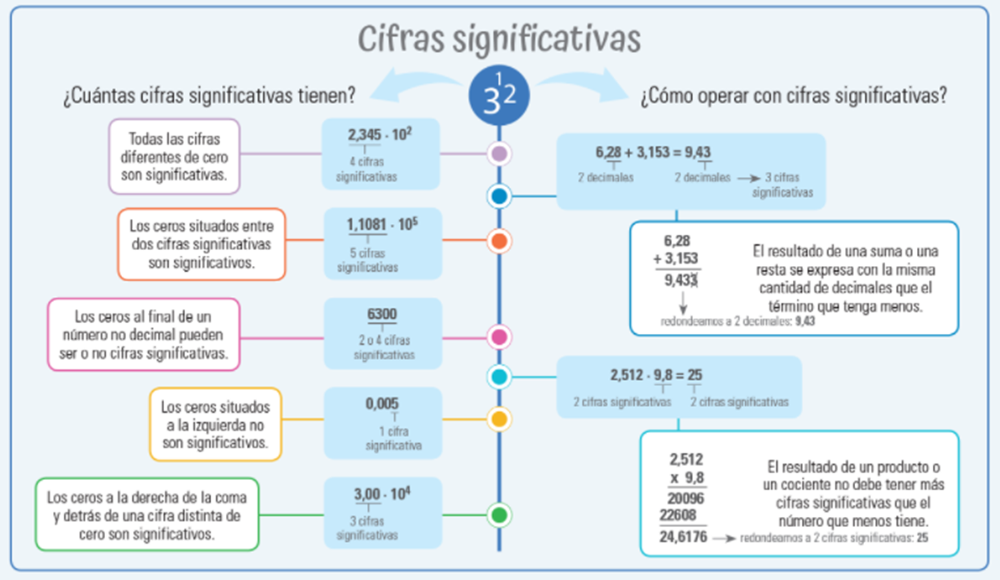 Cifras significativas
¿Cuántas cifras significativas tienen?
Todas las cifras
diferentes de cero
son significativas.
2,345 · 10²
4 cifras
significativas
Los ceros situados entre
dos cifras significativas
son significativos.
1,1081 · 10⁵
5 cifras
significativas
Los ceros al final de un
número no decimal pueden
ser o no cifras significativas.
6300
2 o 4 cifras
significativas
Los ceros situados
a la izquierda no
son significativos.
0,005
1 cifra
significativa
Los ceros a la derecha de la coma
y detrás de una cifra distinta de
cero son significativos.
3,00 · 10⁴
3 cifras
significativas
1
3 2
¿Cómo operar con cifras significativas?
6,28 + 3,153 = 9,43
2 decimales 2 decimales → 3 cifras
significativas
6,28
+ 3,153
9,433
redondeamos a 2 decimales: 9,43
El resultado de una suma o una
resta se expresa con la misma
cantidad de decimales que el
término que tenga menos.
2,512 · 9,8 = 25
2 cifras significativas 2 cifras significativas
2,512
x 9,8
20096
22608
24,6176 → redondeamos a 2 cifras significativas: 25
El resultado de un producto o
un cociente no debe tener más
cifras significativas que el
número que menos tiene.